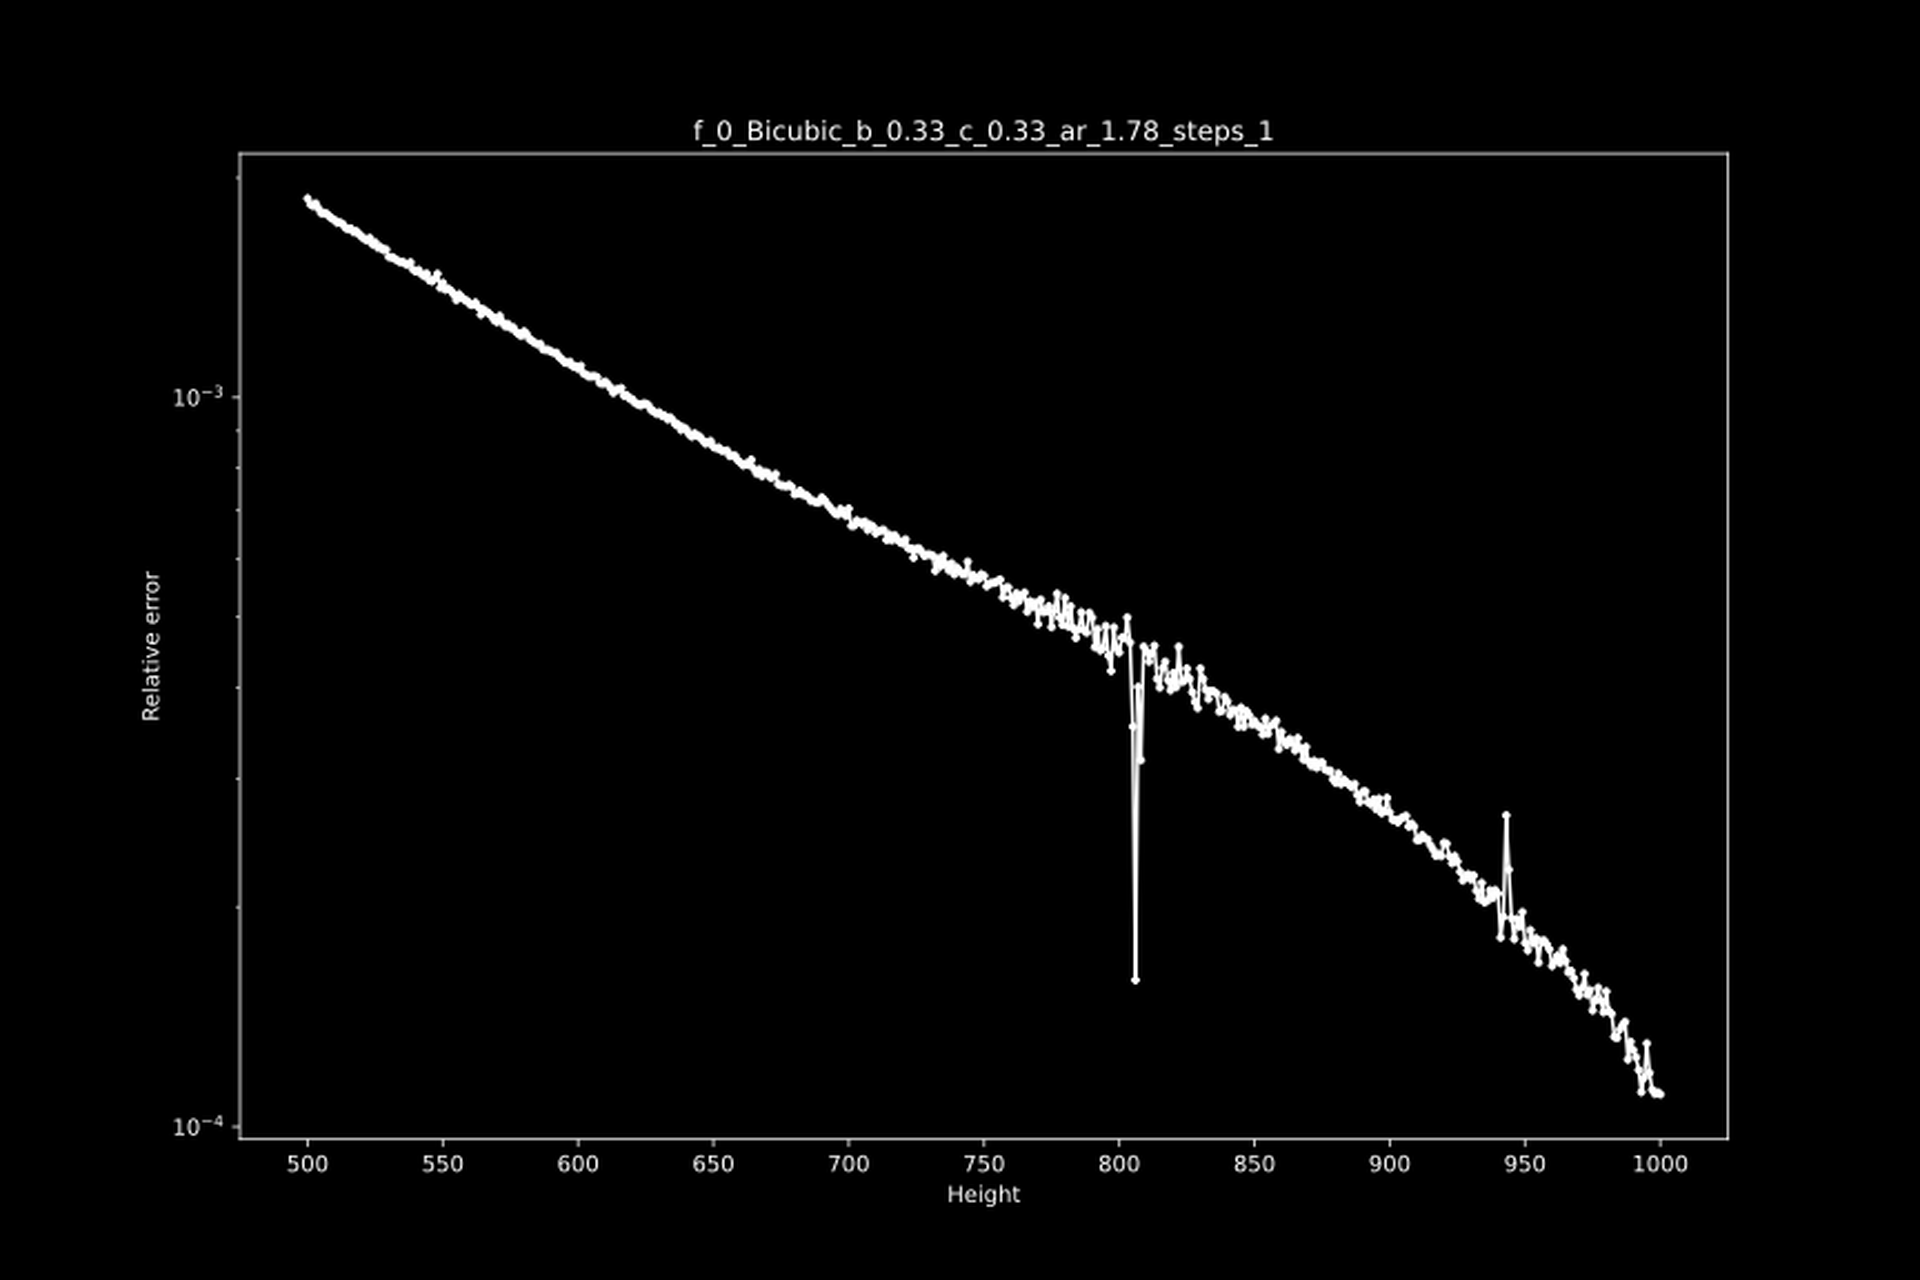 f_0_Bicubic_b_0.33_c_0.33_ar_1.78_steps_1
10⁻³
Relative error
10⁻⁴
500 550 600 650 700 750 800 850 900 950 1000
Height